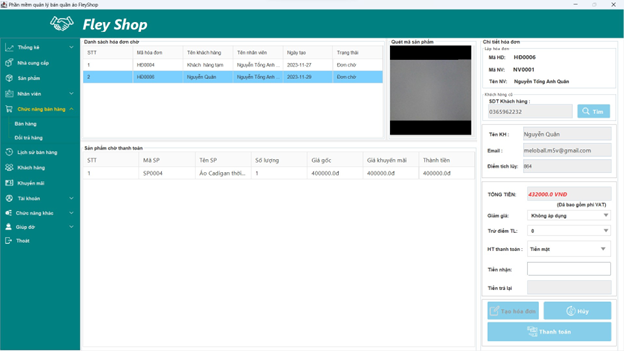 Phần mềm quản lý bán quần áo FleyShop
Fley Shop
Thống kê
Nhà cung cấp
Sản phẩm
Nhân viên
Chức năng bán hàng
Bán hàng
Đổi trả hàng
Lịch sử bán hàng
Khách hàng
Khuyến mãi
Tài khoản
Chức năng khác
Giúp đỡ
Thoát
Danh sách hóa đơn chờ
STT Mã hóa đơn Tên khách hàng Tên nhân viên Ngày tạo Trạng thái
1 HĐ0004 Khách hàng tạm Nguyễn Tống Anh ... 2023-11-27 Đơn chờ
2 HĐ0006 Nguyễn Quân Nguyễn Tống Anh ... 2023-11-29 Đơn chờ
Quét mã sản phẩm
Sản phẩm chờ thanh toán
STT Mã SP Tên SP Số lượng Giá gốc Giá khuyến mãi Thành tiền
1 SP0004 Áo Cadigan thời... 1 400000.0đ 400000.0đ 400000.0đ
Chi tiết hóa đơn
Lập hóa đơn
Mã HĐ: HĐ0006
Mã NV: NV0001
Tên NV: Nguyễn Tống Anh Quân
Khách hàng cũ
SDT Khách hàng :
0365962232 Tìm
Tên KH : Nguyễn Quân
Email : meloball.m5v@gmail.com
Điểm tích lũy:
TỔNG TIỀN: 432000.0 VNĐ
(Đã bao gồm phí VAT)
Giảm giá: Không áp dụng
Trừ điểm TL:
HT thanh toán : Tiền mặt
Tiền nhận:
Tiền trả lại
Tạo hóa đơn Hủy
Thanh toán